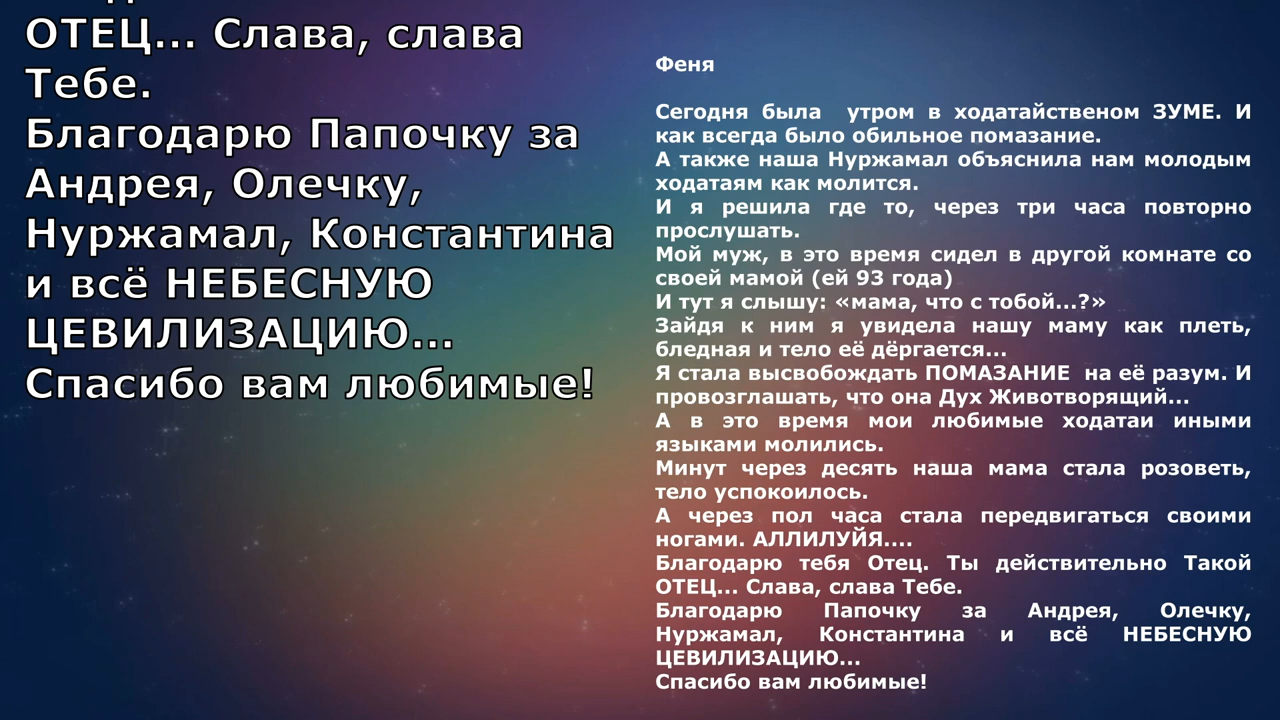 ОТЕЦ... Слава, слава
Тебе.
Благодарю Папочку за
Андрея, Олечку,
Нуржамал, Константина
и всё НЕБЕСНУЮ
ЦЕВИЛИЗАЦИЮ...
Спасибо вам любимые!
Феня
Сегодня была утром в ходатайственом ЗУМЕ. И
как всегда было обильное помазание.
А также наша Нуржамал объяснила нам молодым
ходатаям как молится.
И я решила где то, через три часа повторно
прослушать.
Мой муж, в это время сидел в другой комнате со
своей мамой (ей 93 года)
И тут я слышу: «мама, что с тобой...?»
Зайдя к ним я увидела нашу маму как плеть,
бледная и тело её дёргается...
Я стала высвобождать ПОМАЗАНИЕ на её разум. И
провозглашать, что она Дух Животворящий...
А в это время мои любимые ходатаи иными
языками молились.
Минут через десять наша мама стала розоветь,
тело успокоилось.
А через пол часа стала передвигаться своими
ногами. АЛЛИЛУЙЯ....
Благодарю тебя Отец. Ты действительно Такой
ОТЕЦ... Слава, слава Тебе.
Благодарю Папочку за Андрея, Олечку,
Нуржамал, Константина и всё НЕБЕСНУЮ
ЦЕВИЛИЗАЦИЮ...
Спасибо вам любимые!